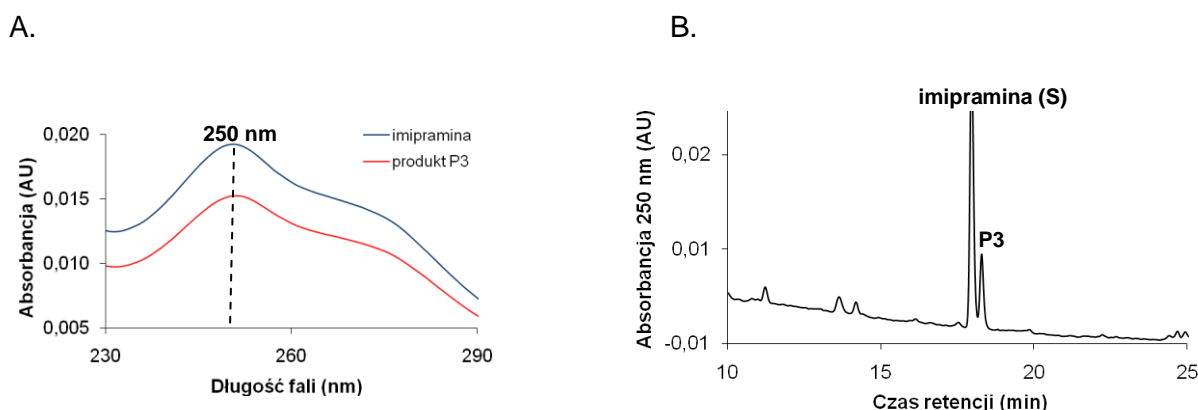 A.
B.
imipramina (S)
250 nm
imipramina
produkt P3
0,020
0,015
0,010
0,005
Absorbancja (AU)
230
260
290
Długość fali (nm)
P3
0,02
0,01
-0,01
Absorbancja 250 nm (AU)
10
15
20
25
Czas retencji (min)